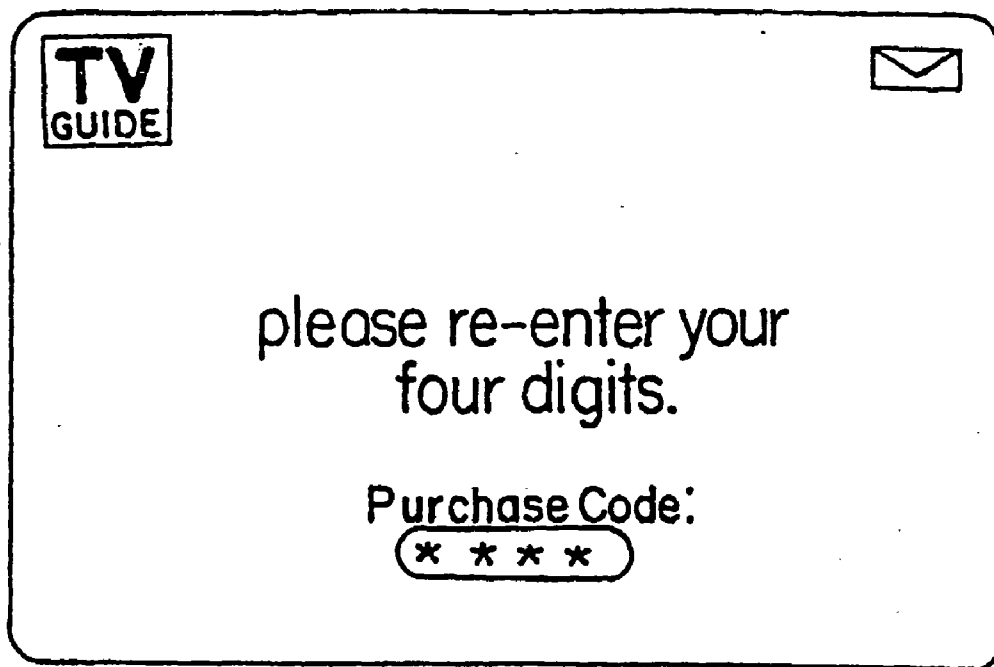 TV
GUIDE
please re-enter your
four digits.
Purchase Code:
* * * *